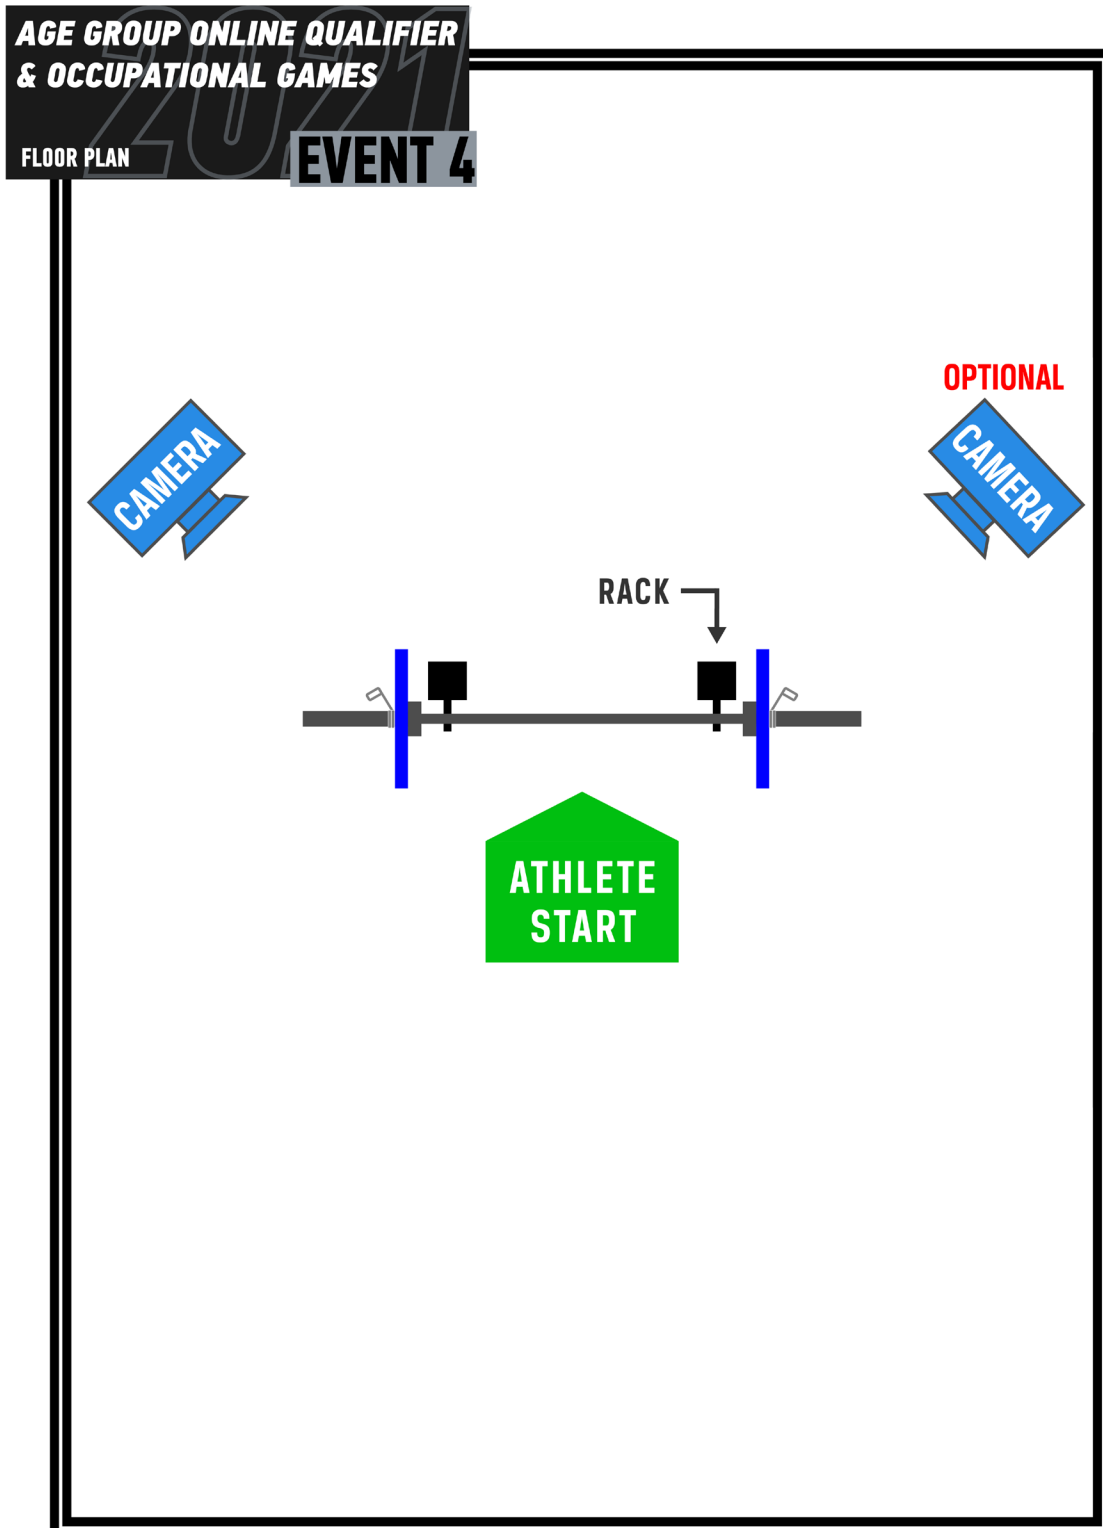 2021
AGE GROUP ONLINE QUALIFIER
& OCCUPATIONAL GAMES
FLOOR PLAN
EVENT 4
OPTIONAL
CAMERA
CAMERA
RACK
ATHLETE
START